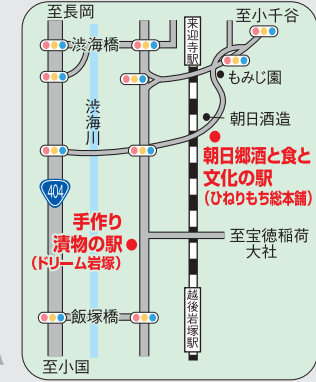 至長岡
来迎寺駅
至小千谷
渋海橋
もみじ園
渋海川
朝日酒造
朝日郷酒と食と
文化の駅
(ひねりもち総本舗)
404
手作り
漬物の駅
(ドリーム岩塚)
至宝徳稲荷
大社
越後岩塚駅
飯塚橋
至小国